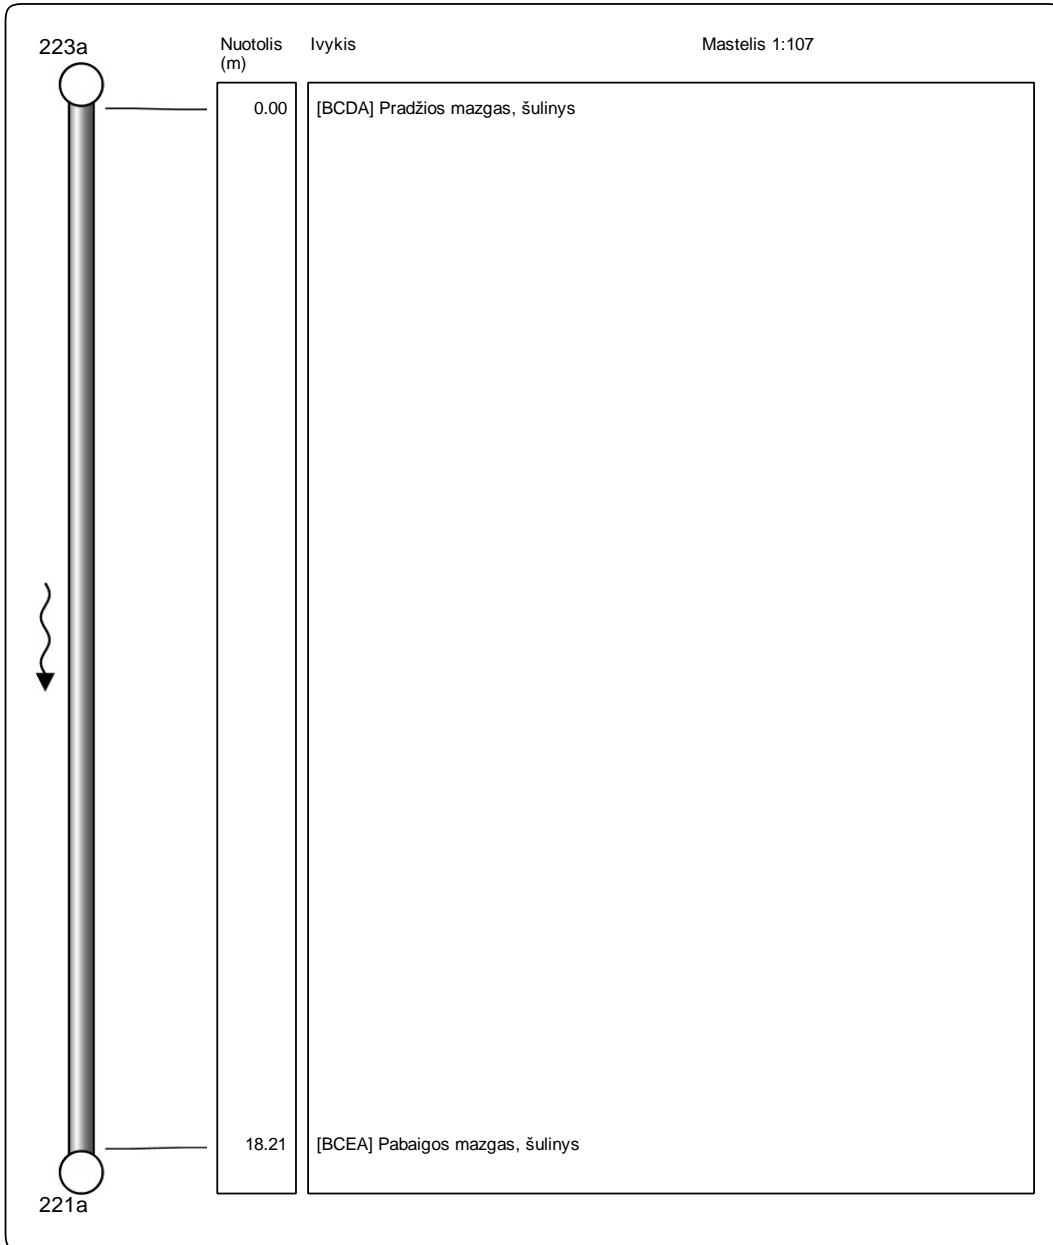 223a
Nuotolis
(m)
Ivykis
Mastelis 1:107
0.00 [BCDA] Pradžios mazgas, šulinys
18.21 [BCEA] Pabaigos mazgas, šulinys
221a